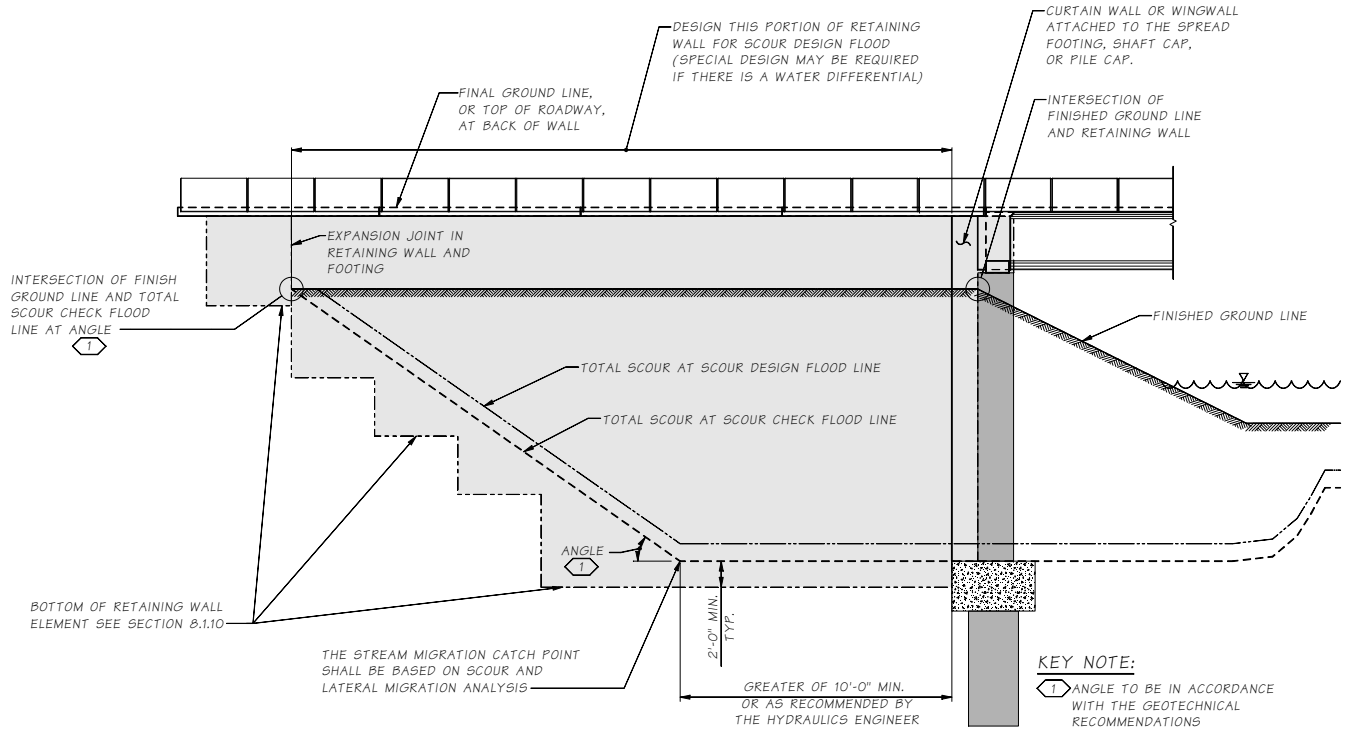 DESIGN THIS PORTION OF RETAINING
WALL FOR SCOUR DESIGN FLOOD
(SPECIAL DESIGN MAY BE REQUIRED
IF THERE IS A WATER DIFFERENTIAL)
CURTAIN WALL OR WINGWALL
ATTACHED TO THE SPREAD
FOOTING, SHAFT CAP,
OR PILE CAP.
FINAL GROUND LINE,
OR TOP OF ROADWAY,
AT BACK OF WALL
INTERSECTION OF
FINISHED GROUND LINE
AND RETAINING WALL
EXPANSION JOINT IN
RETAINING WALL AND
FOOTING
INTERSECTION OF FINISH
GROUND LINE AND TOTAL
SCOUR CHECK FLOOD
LINE AT ANGLE
1
FINISHED GROUND LINE
TOTAL SCOUR AT SCOUR DESIGN FLOOD LINE
TOTAL SCOUR AT SCOUR CHECK FLOOD LINE
ANGLE
1
BOTTOM OF RETAINING WALL
ELEMENT SEE SECTION 8.1.10
2'-0" MIN.
TYP.
THE STREAM MIGRATION CATCH POINT
SHALL BE BASED ON SCOUR AND
LATERAL MIGRATION ANALYSIS
GREATER OF 10'-0" MIN.
OR AS RECOMMENDED BY
THE HYDRAULICS ENGINEER
KEY NOTE:
1 ANGLE TO BE IN ACCORDANCE
WITH THE GEOTECHNICAL
RECOMMENDATIONS